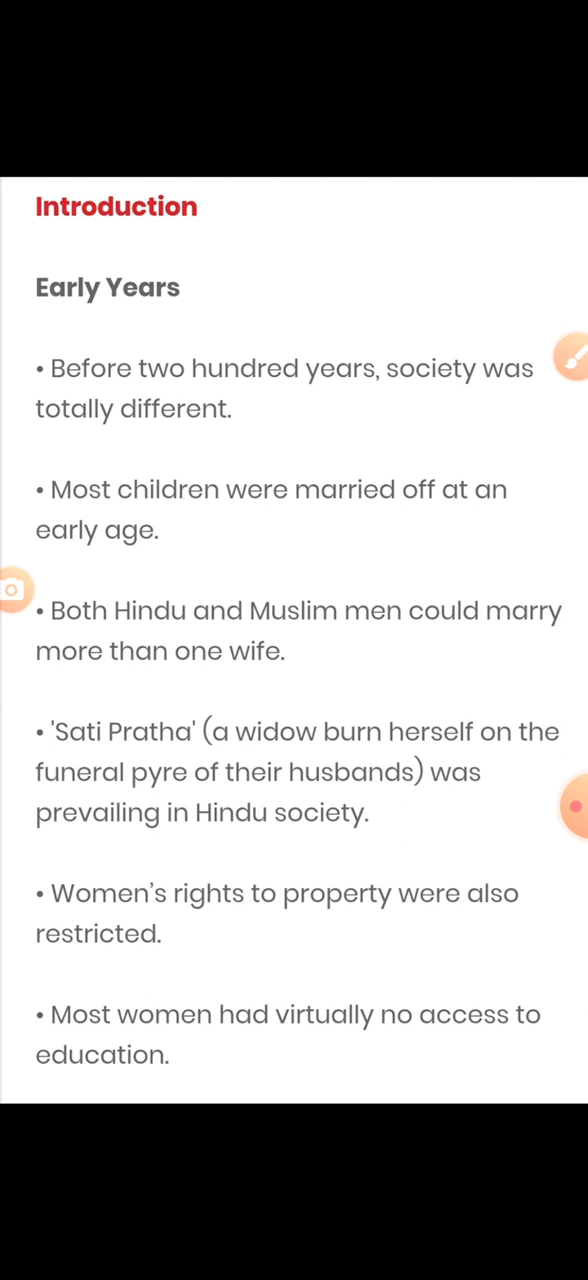 Introduction
Early Years
• Before two hundred years, society was
totally different.
• Most children were married off at an
early age.
• Both Hindu and Muslim men could marry
more than one wife.
• 'Sati Pratha' (a widow burn herself on the
funeral pyre of their husbands) was
prevailing in Hindu society.
• Women’s rights to property were also
restricted.
• Most women had virtually no access to
education.